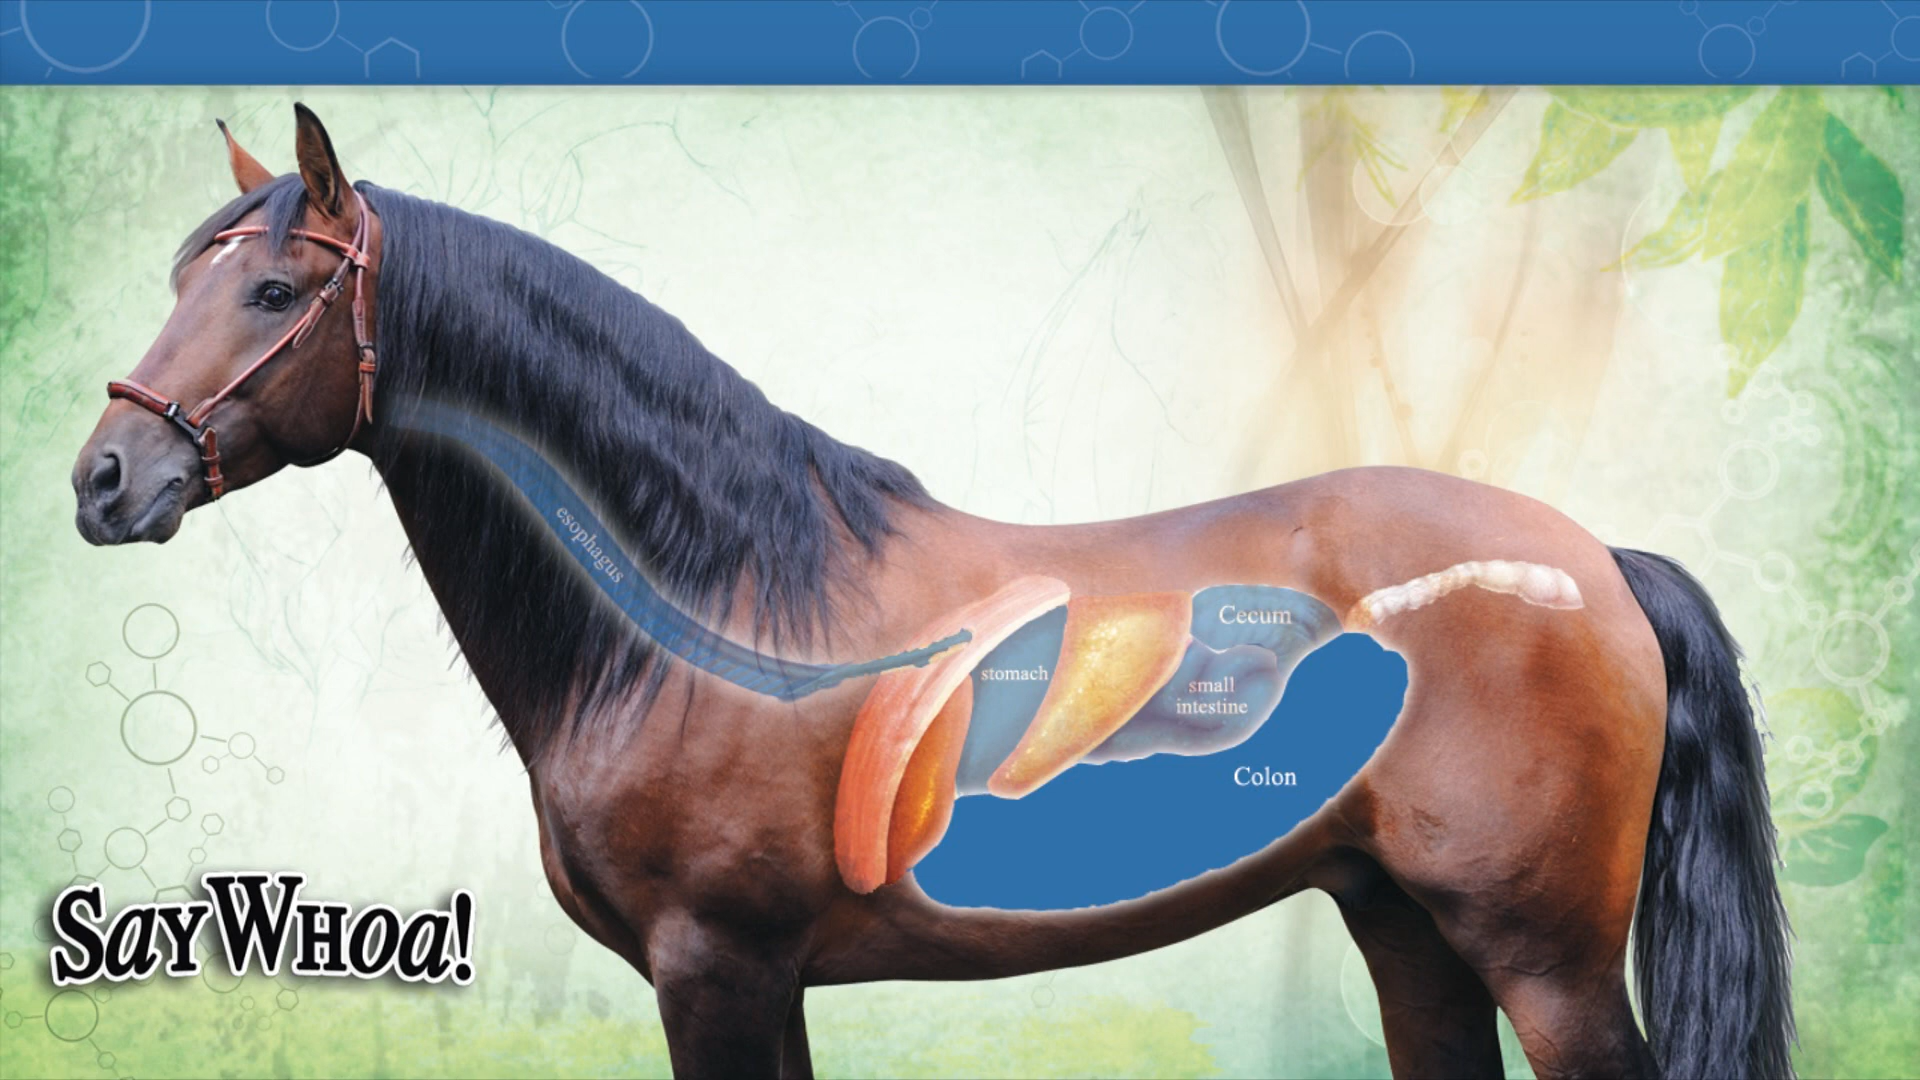 esophagus
stomach
Cecum
small
intestine
Colon
SayWhoa!